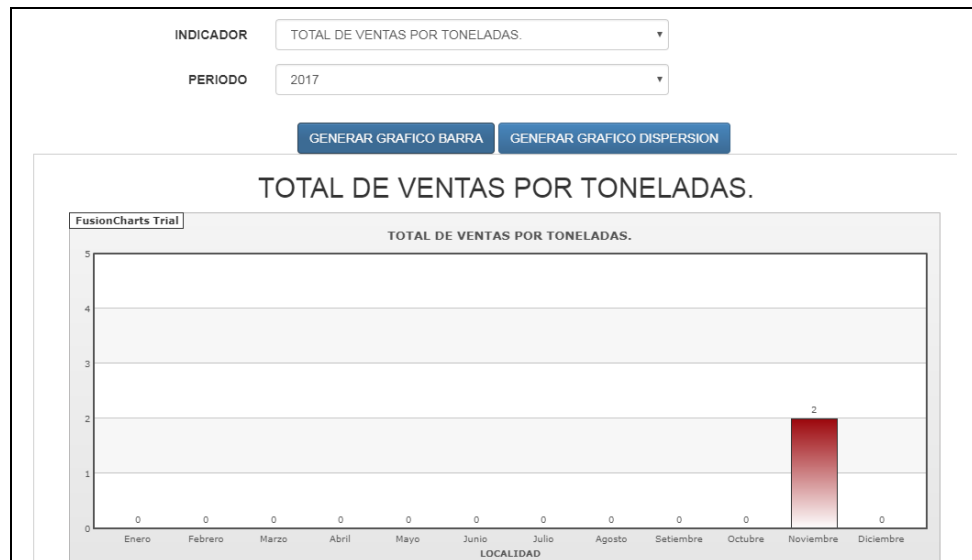 INDICADOR TOTAL DE VENTAS POR TONELADAS.
PERIODO 2017
GENERAR GRAFICO BARRA GENERAR GRAFICO DISPERSION
TOTAL DE VENTAS POR TONELADAS.
FusionCharts Trial
TOTAL DE VENTAS POR TONELADAS.
5
4
3
2
1
0
0 0 0 0 0 0 0 0 0 0 2 0
Enero Febrero Marzo Abril Mayo Junio Julio Agosto Setiembre Octubre Noviembre Diciembre
LOCALIDAD